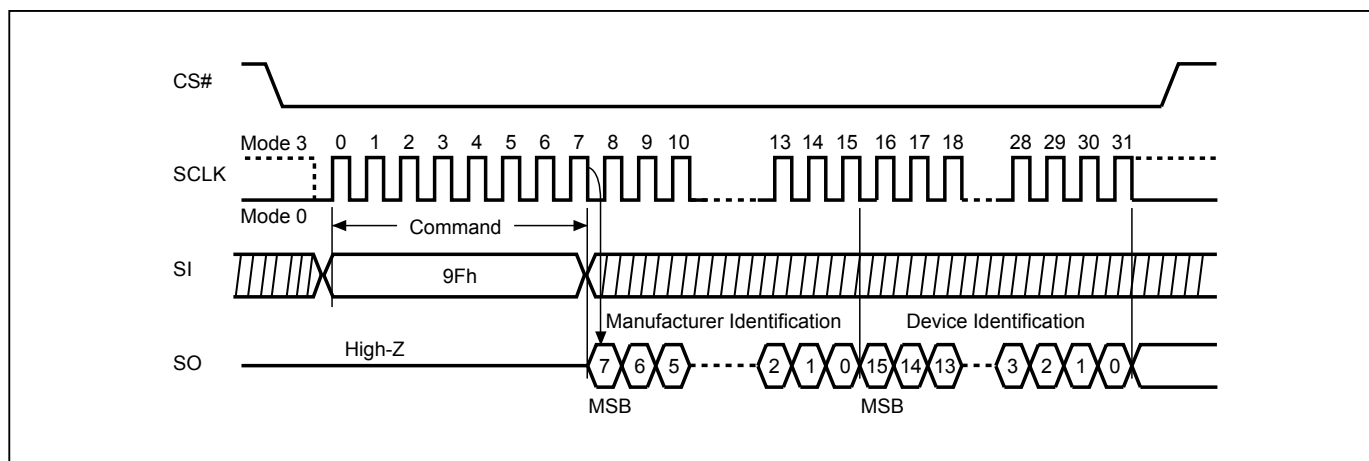 CS#
Mode 3 0 1 2 3 4 5 6 7 8 9 10 13 14 15 16 17 18 28 29 30 31
SCLK
Mode 0
Command
SI 9Fh
Manufacturer Identification Device Identification
High-Z
SO 7 6 5 2 1 0 15 14 13 3 2 1 0
MSB MSB